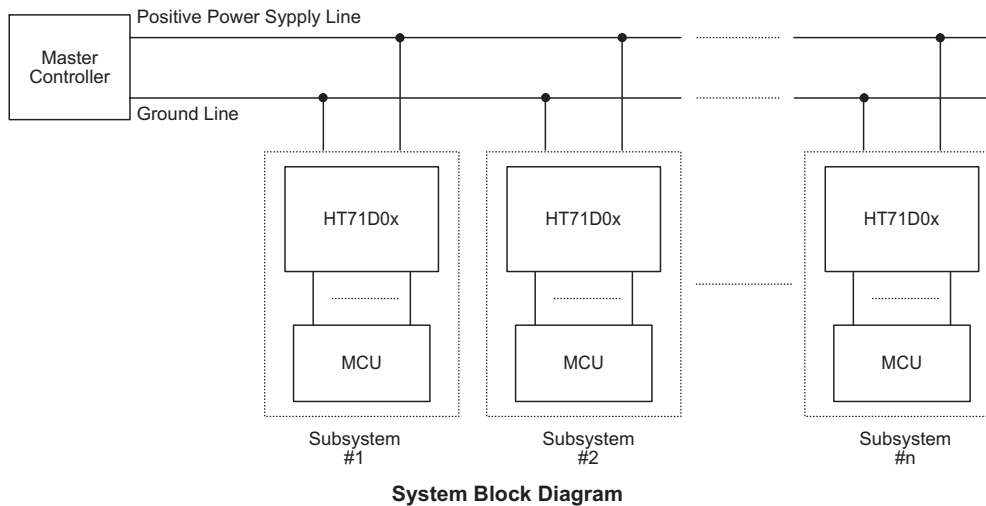 Positive Power Sypply Line
Master
Controller
Ground Line
HT71D0x
HT71D0x
HT71D0x
MCU
MCU
MCU
Subsystem
#1
Subsystem
#2
Subsystem
#n
System Block Diagram